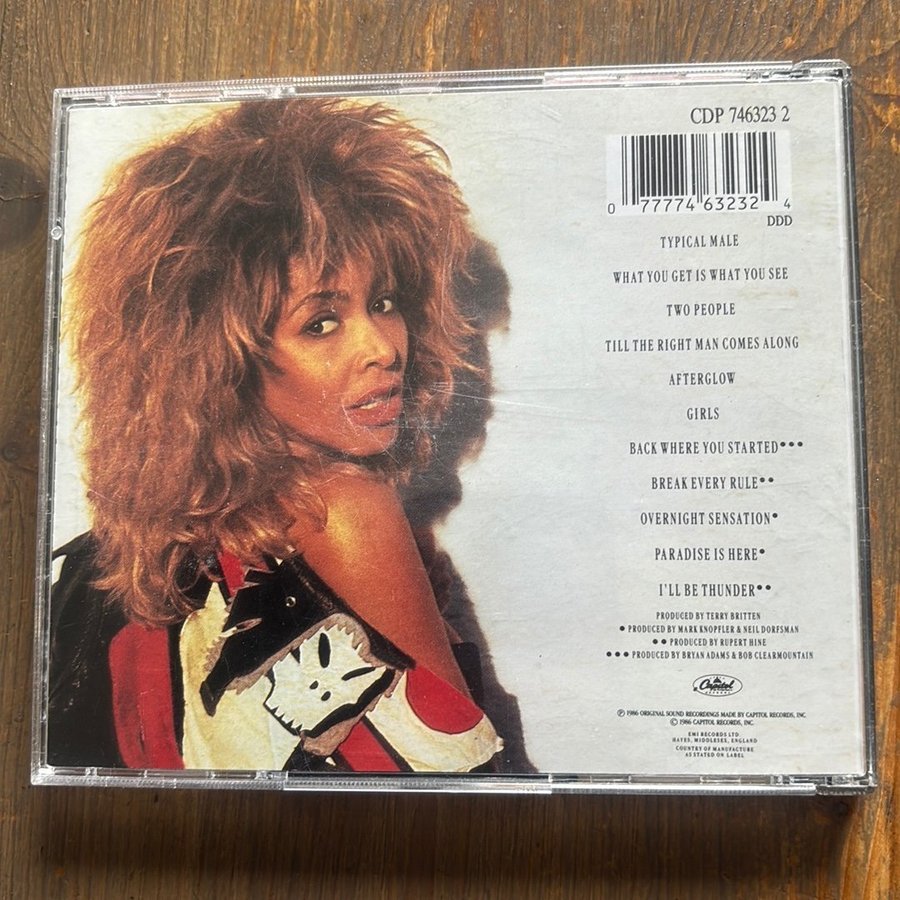 CDP 746323 2
0 77774 63232 4
DDD
TYPICAL MALE
WHAT YOU GET IS WHAT YOU SEE
TWO PEOPLE
TILL THE RIGHT MAN COMES ALONG
AFTERGLOW
GIRLS
BACK WHERE YOU STARTED•••
BREAK EVERY RULE••
OVERNIGHT SENSATION•
PARADISE IS HERE•
I'LL BE THUNDER••
PRODUCED BY TERRY BRITTEN
• PRODUCED BY MARK KNOPFLER & NEIL DORFSMAN
•• PRODUCED BY RUPERT HINE
••• PRODUCED BY BRYAN ADAMS & BOB CLEARMOUNTAIN
Capitol
RECORDS
℗ 1986 ORIGINAL SOUND RECORDINGS MADE BY CAPITOL RECORDS, INC
© 1986 CAPITOL RECORDS, INC.
EMI RECORDS LTD.
HAYES, MIDDLESEX, ENGLAND
COUNTRY OF MANUFACTURE
AS STATED ON LABEL